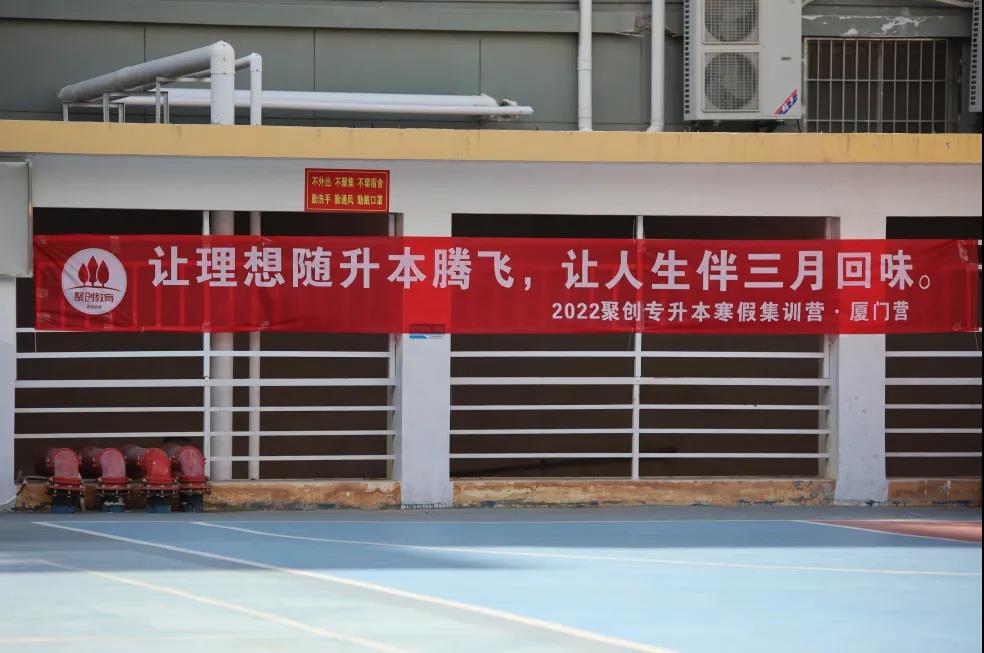 不外出 不聚集 不窜宿舍
勤洗手 勤通风 勤戴口罩
让理想随升本腾飞，让人生伴三月回味。
2022聚创专升本寒假集训营·厦门营
聚创教育
2004